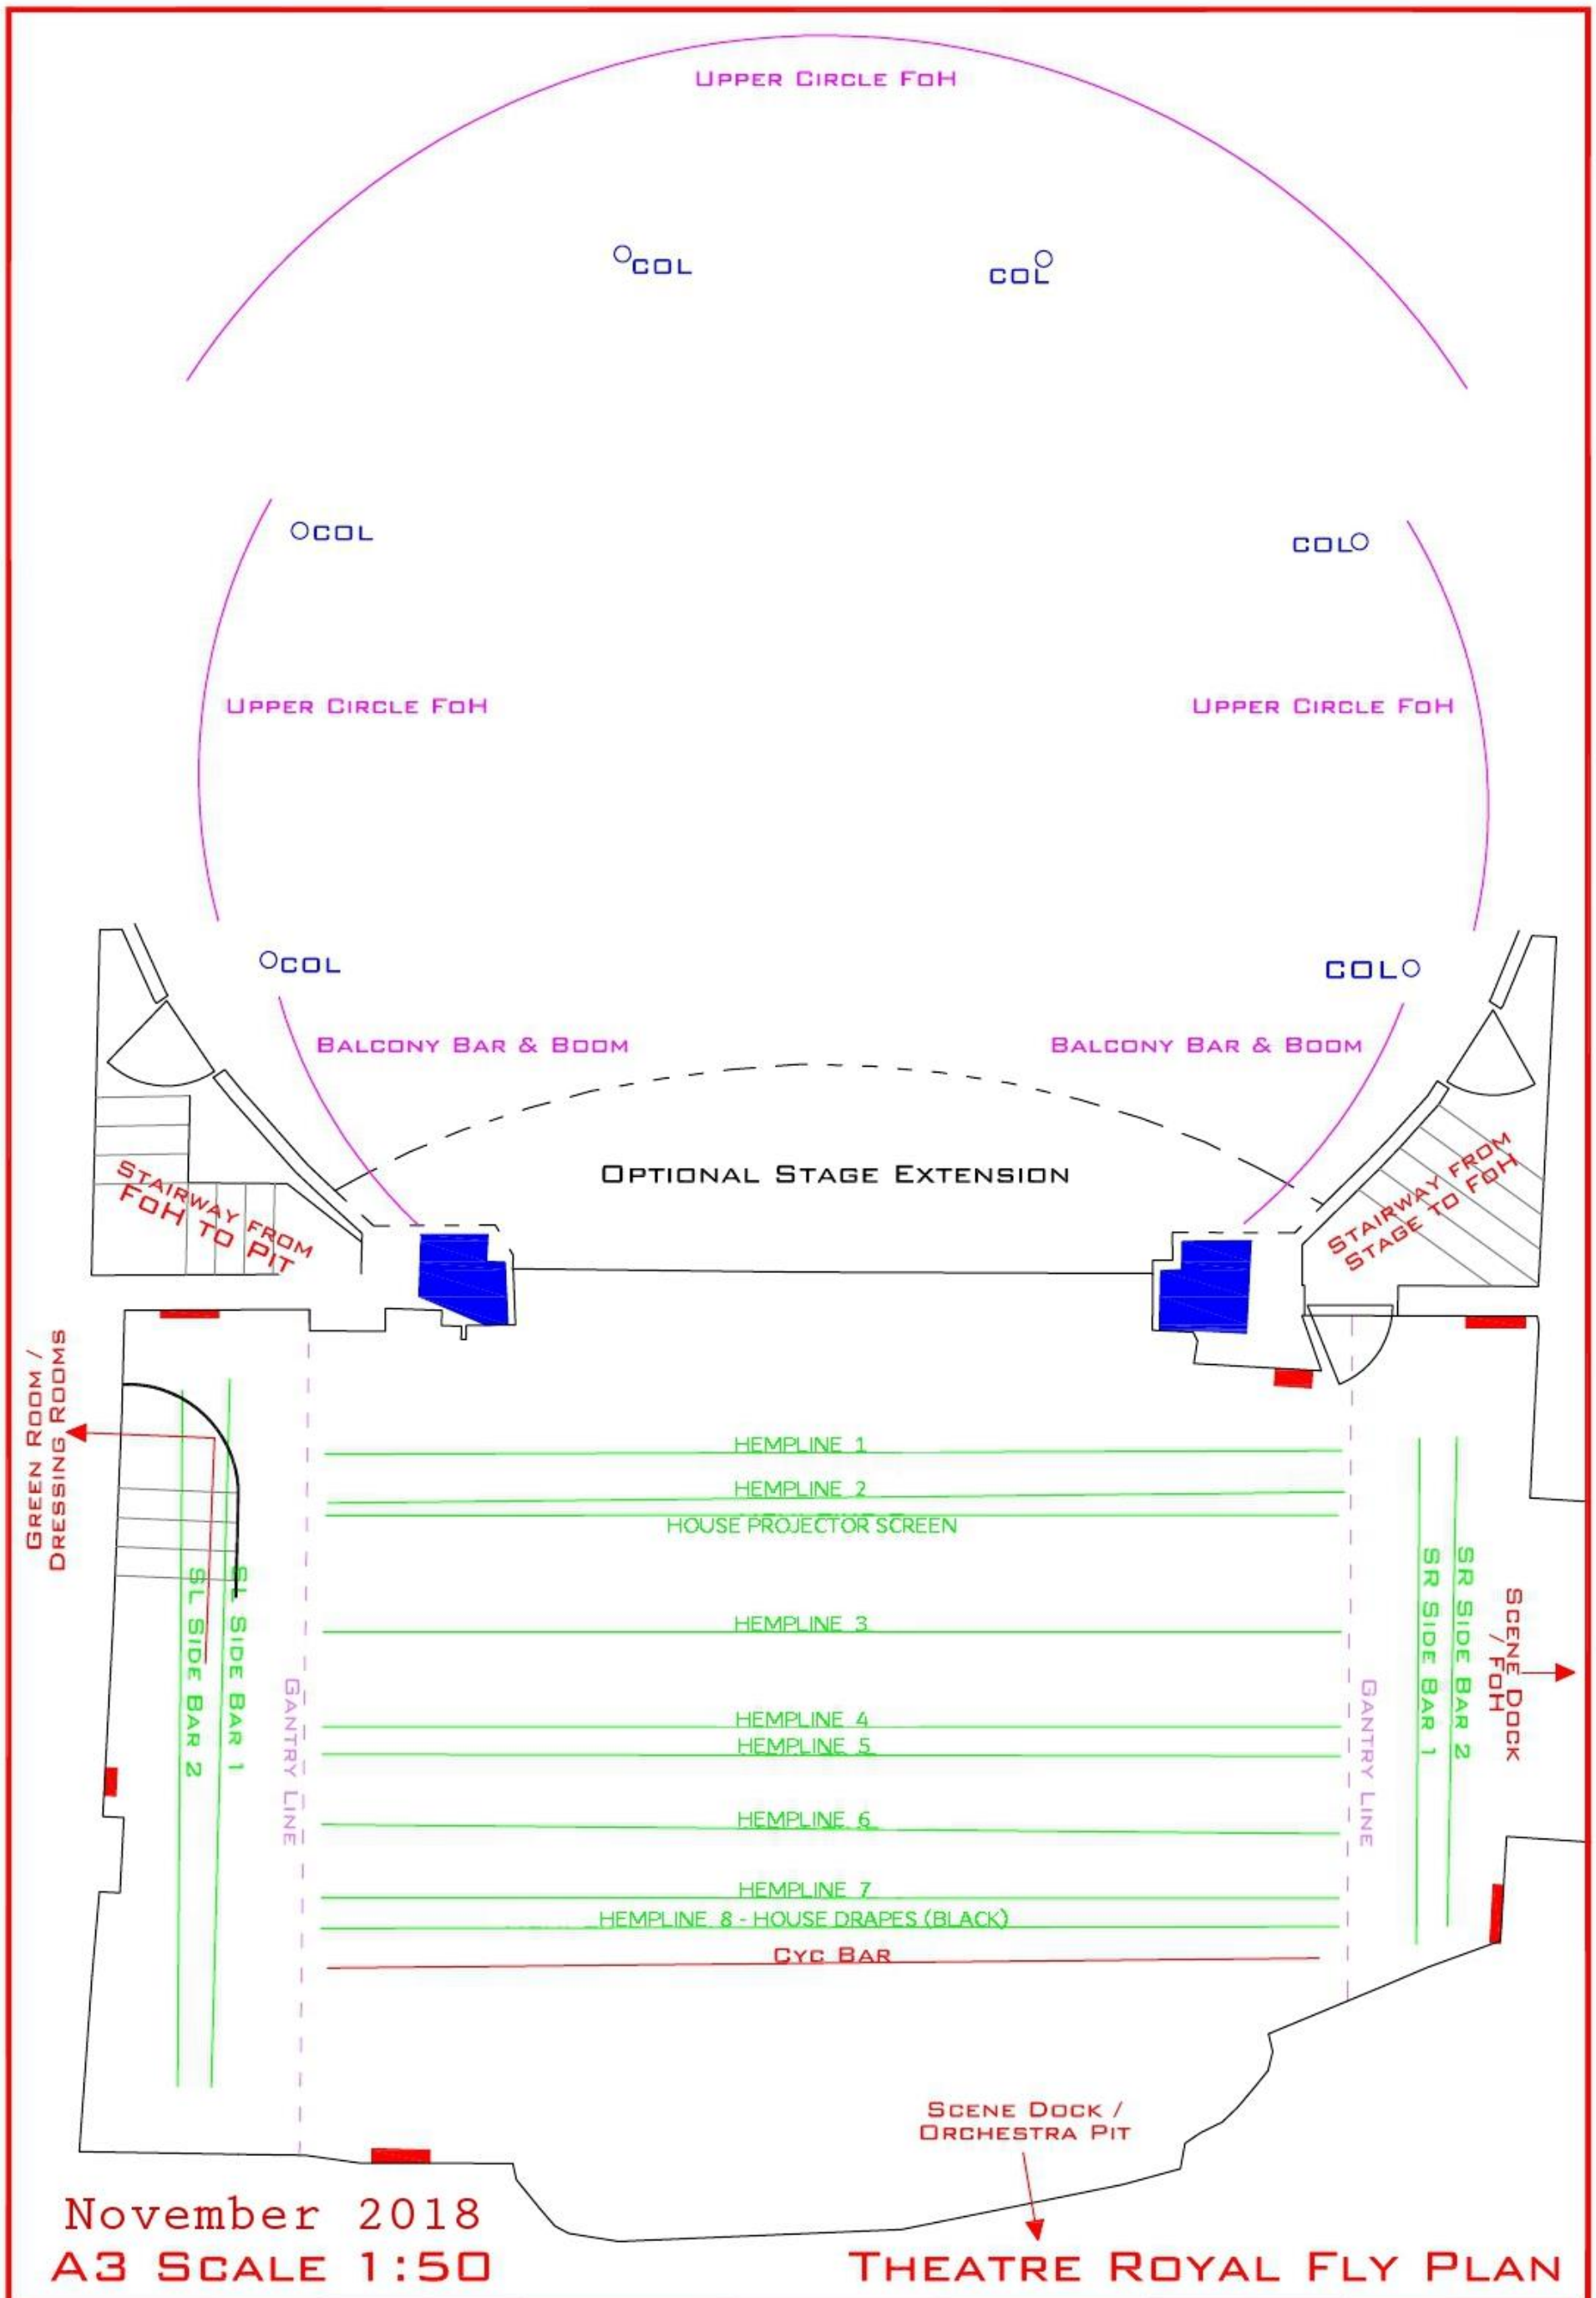 Upper Circle FoH
COL
COL
COL
COL
Upper Circle FoH
Upper Circle FoH
COL
COL
Balcony Bar & Boom
Balcony Bar & Boom
Optional Stage Extension
Stairway from
FoH to Pit
Stairway from
Stage to FoH
Green Room /
Dressing Rooms
HEMPLINE 1
HEMPLINE 2
HOUSE PROJECTOR SCREEN
HEMPLINE 3
HEMPLINE 4
HEMPLINE 5
HEMPLINE 6
HEMPLINE 7
HEMPLINE 8 - HOUSE DRAPES (BLACK)
Cyc Bar
SL Side Bar 2
SL Side Bar 1
Gantry Line
Gantry Line
SR Side Bar 1
SR Side Bar 2
Scene Dock
/ FoH
Scene Dock /
Orchestra Pit
November 2018
A3 Scale 1:50
Theatre Royal Fly Plan